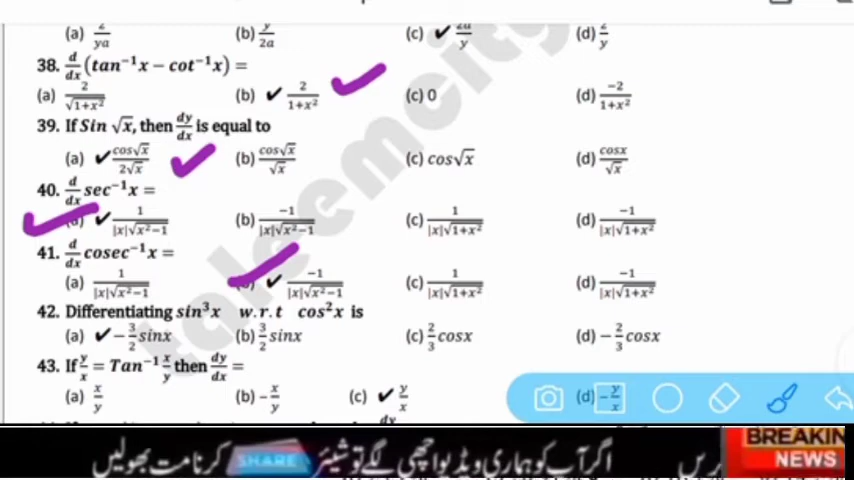 (a) 2/ya (b) y/2a (c) ✔ 2a/y (d) 2/y
38. d/dx (tan⁻¹x − cot⁻¹x) =
(a) 2/√(1+x²) (b) ✔ 2/(1+x²) (c) 0 (d) −2/(1+x²)
39. If Sin √x, then dy/dx is equal to
(a) ✔ cos√x/(2√x) (b) cos√x/√x (c) cos√x (d) cosx/√x
40. d/dx sec⁻¹x =
(a) ✔ 1/(|x|√(x²−1)) (b) −1/(|x|√(x²−1)) (c) 1/(|x|√(1+x²)) (d) −1/(|x|√(1+x²))
41. d/dx cosec⁻¹x =
(a) 1/(|x|√(x²−1)) (b) ✔ −1/(|x|√(x²−1)) (c) 1/(|x|√(1+x²)) (d) −1/(|x|√(1+x²))
42. Differentiating sin³x w.r.t cos²x is
(a) ✔ −3/2 sinx (b) 3/2 sinx (c) 2/3 cosx (d) −2/3 cosx
43. If y/x = Tan⁻¹ x/y then dy/dx =
(a) x/y (b) −x/y (c) ✔ y/x (d) −y/x
taleemcity
اگر آپ کو ہماری ویڈیو اچھی لگے تو شیئر SHARE کرنا مت بھولیں
BREAKIN
NEWS